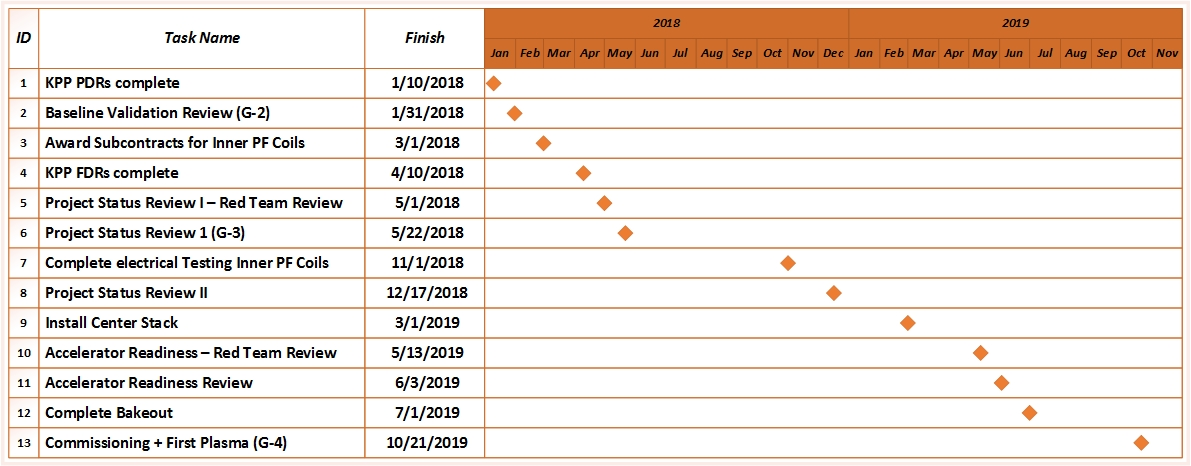 ID Task Name Finish 2018 2019
Jan Feb Mar Apr May Jun Jul Aug Sep Oct Nov Dec Jan Feb Mar Apr May Jun Jul Aug Sep Oct Nov
1 KPP PDRs complete 1/10/2018
2 Baseline Validation Review (G-2) 1/31/2018
3 Award Subcontracts for Inner PF Coils 3/1/2018
4 KPP FDRs complete 4/10/2018
5 Project Status Review I – Red Team Review 5/1/2018
6 Project Status Review 1 (G-3) 5/22/2018
7 Complete electrical Testing Inner PF Coils 11/1/2018
8 Project Status Review II 12/17/2018
9 Install Center Stack 3/1/2019
10 Accelerator Readiness – Red Team Review 5/13/2019
11 Accelerator Readiness Review 6/3/2019
12 Complete Bakeout 7/1/2019
13 Commissioning + First Plasma (G-4) 10/21/2019